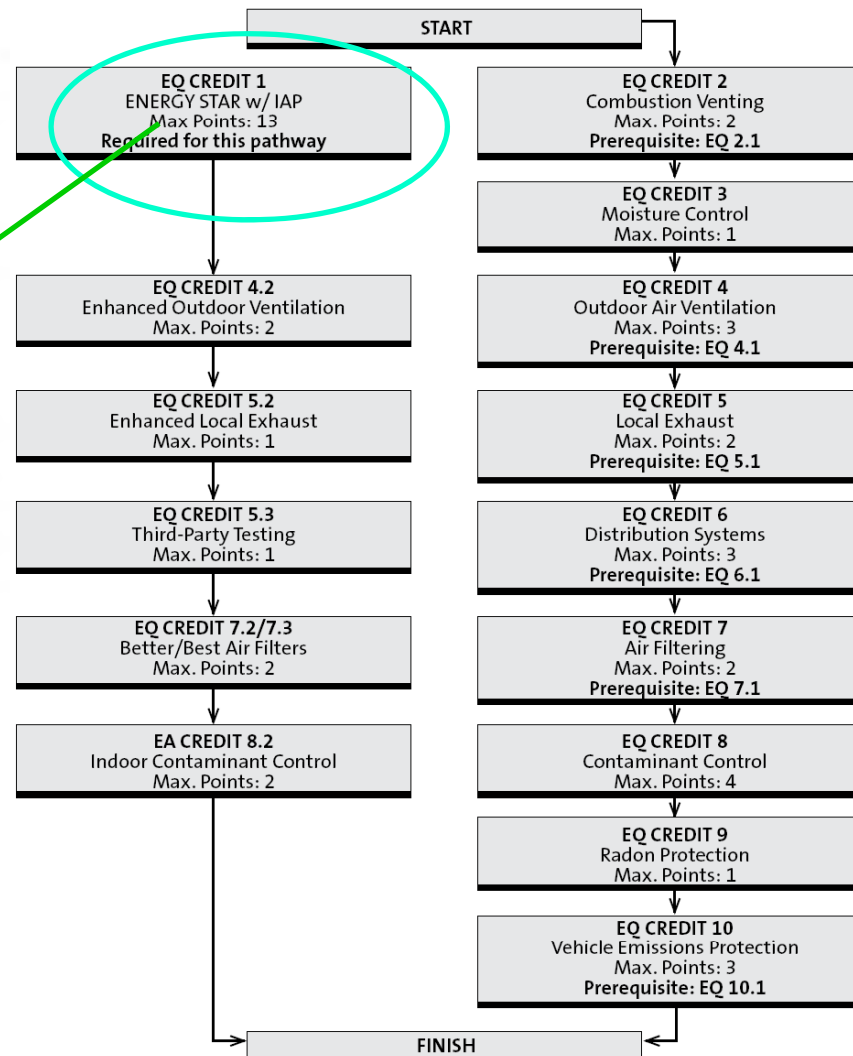 START
EQ CREDIT 1
ENERGY STAR w/ IAP
Max Points: 13
Required for this pathway
EQ CREDIT 4.2
Enhanced Outdoor Ventilation
Max. Points: 2
EQ CREDIT 5.2
Enhanced Local Exhaust
Max. Points: 1
EQ CREDIT 5.3
Third-Party Testing
Max. Points: 1
EQ CREDIT 7.2/7.3
Better/Best Air Filters
Max. Points: 2
EA CREDIT 8.2
Indoor Contaminant Control
Max. Points: 2
EQ CREDIT 2
Combustion Venting
Max. Points: 2
Prerequisite: EQ 2.1
EQ CREDIT 3
Moisture Control
Max. Points: 1
EQ CREDIT 4
Outdoor Air Ventilation
Max. Points: 3
Prerequisite: EQ 4.1
EQ CREDIT 5
Local Exhaust
Max. Points: 2
Prerequisite: EQ 5.1
EQ CREDIT 6
Distribution Systems
Max. Points: 3
Prerequisite: EQ 6.1
EQ CREDIT 7
Air Filtering
Max. Points: 2
Prerequisite: EQ 7.1
EQ CREDIT 8
Contaminant Control
Max. Points: 4
EQ CREDIT 9
Radon Protection
Max. Points: 1
EQ CREDIT 10
Vehicle Emissions Protection
Max. Points: 3
Prerequisite: EQ 10.1
FINISH